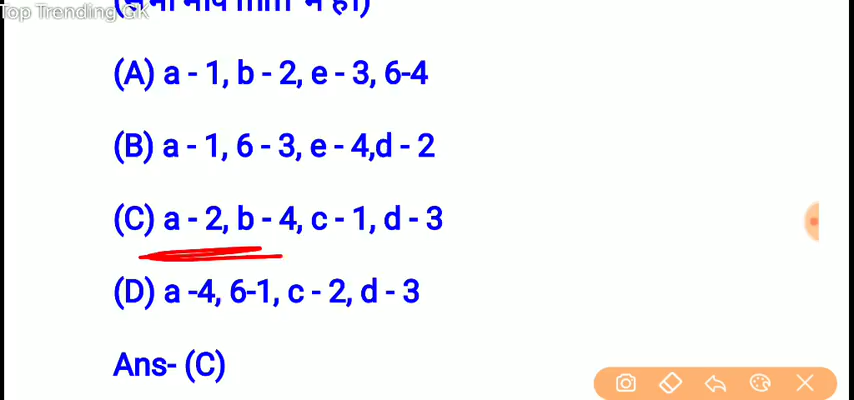 Top Trending GK
mm में है।)
(A) a - 1, b - 2, e - 3, 6-4
(B) a - 1, 6 - 3, e - 4,d - 2
(C) a - 2, b - 4, c - 1, d - 3
(D) a -4, 6-1, c - 2, d - 3
Ans- (C)